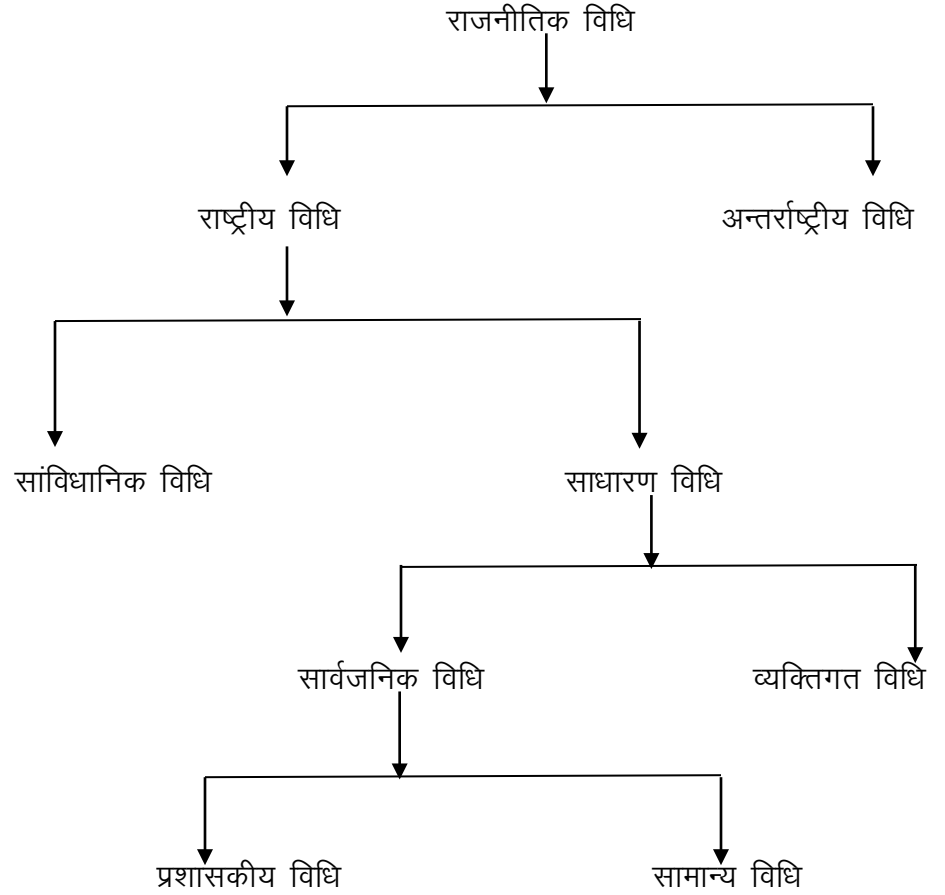 राजनीतिक विधि
राष्ट्रीय विधि अन्तर्राष्ट्रीय विधि
सांविधानिक विधि साधारण विधि
सार्वजनिक विधि व्यक्तिगत विधि
प्रशासकीय विधि सामान्य विधि